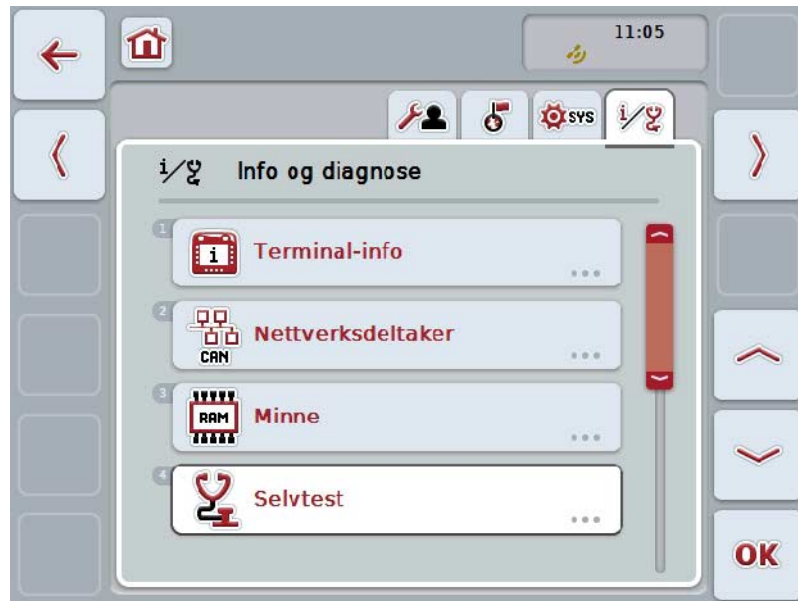 11:05
SYS
i
i
Info og diagnose
1
i
Terminal-info
2
CAN
Nettverksdeltaker
3
RAM
Minne
4
Selvtest
OK